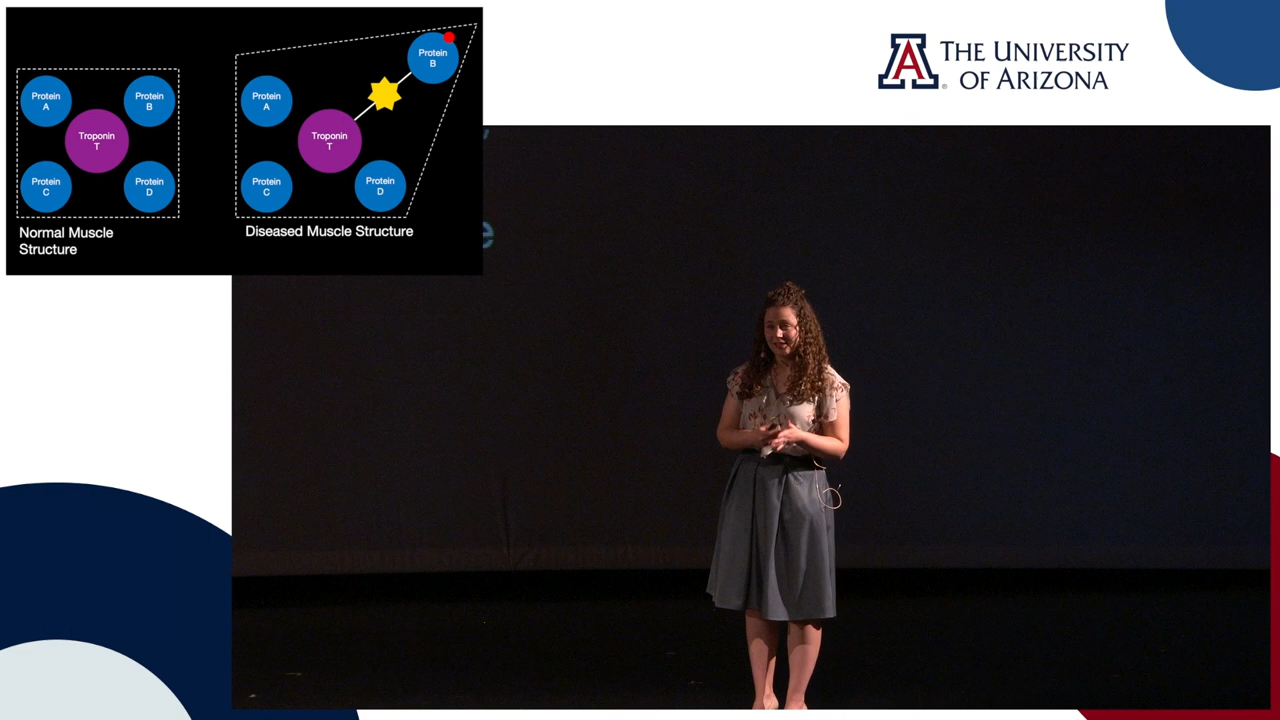 Protein
A
Protein
B
Troponin
T
Protein
C
Protein
D
Normal Muscle
Structure
Protein
B
Protein
A
Troponin
T
Protein
C
Protein
D
Diseased Muscle Structure
THE UNIVERSITY
OF ARIZONA
A
e